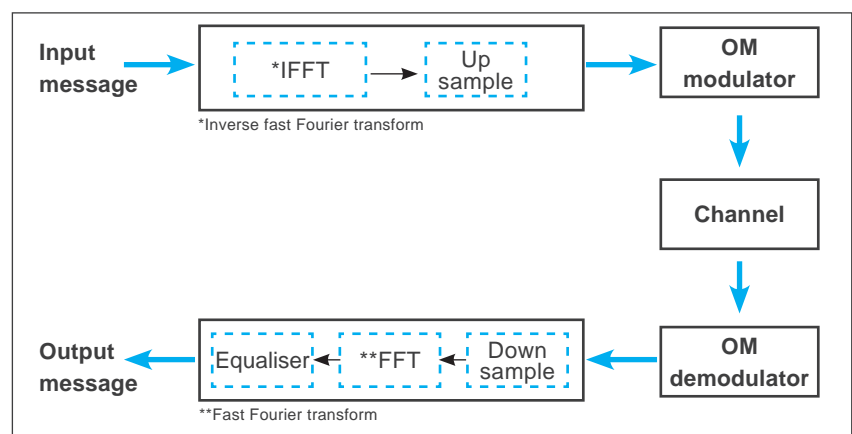 Input
message
*IFFT
Up
sample
OM
modulator
*Inverse fast Fourier transform
Channel
Output
message
Equaliser
**FFT
Down
sample
OM
demodulator
**Fast Fourier transform